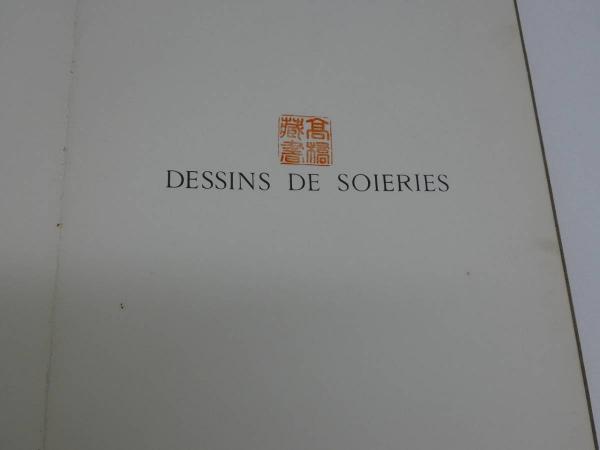 高橋
藏書
DESSINS DE SOIERIES